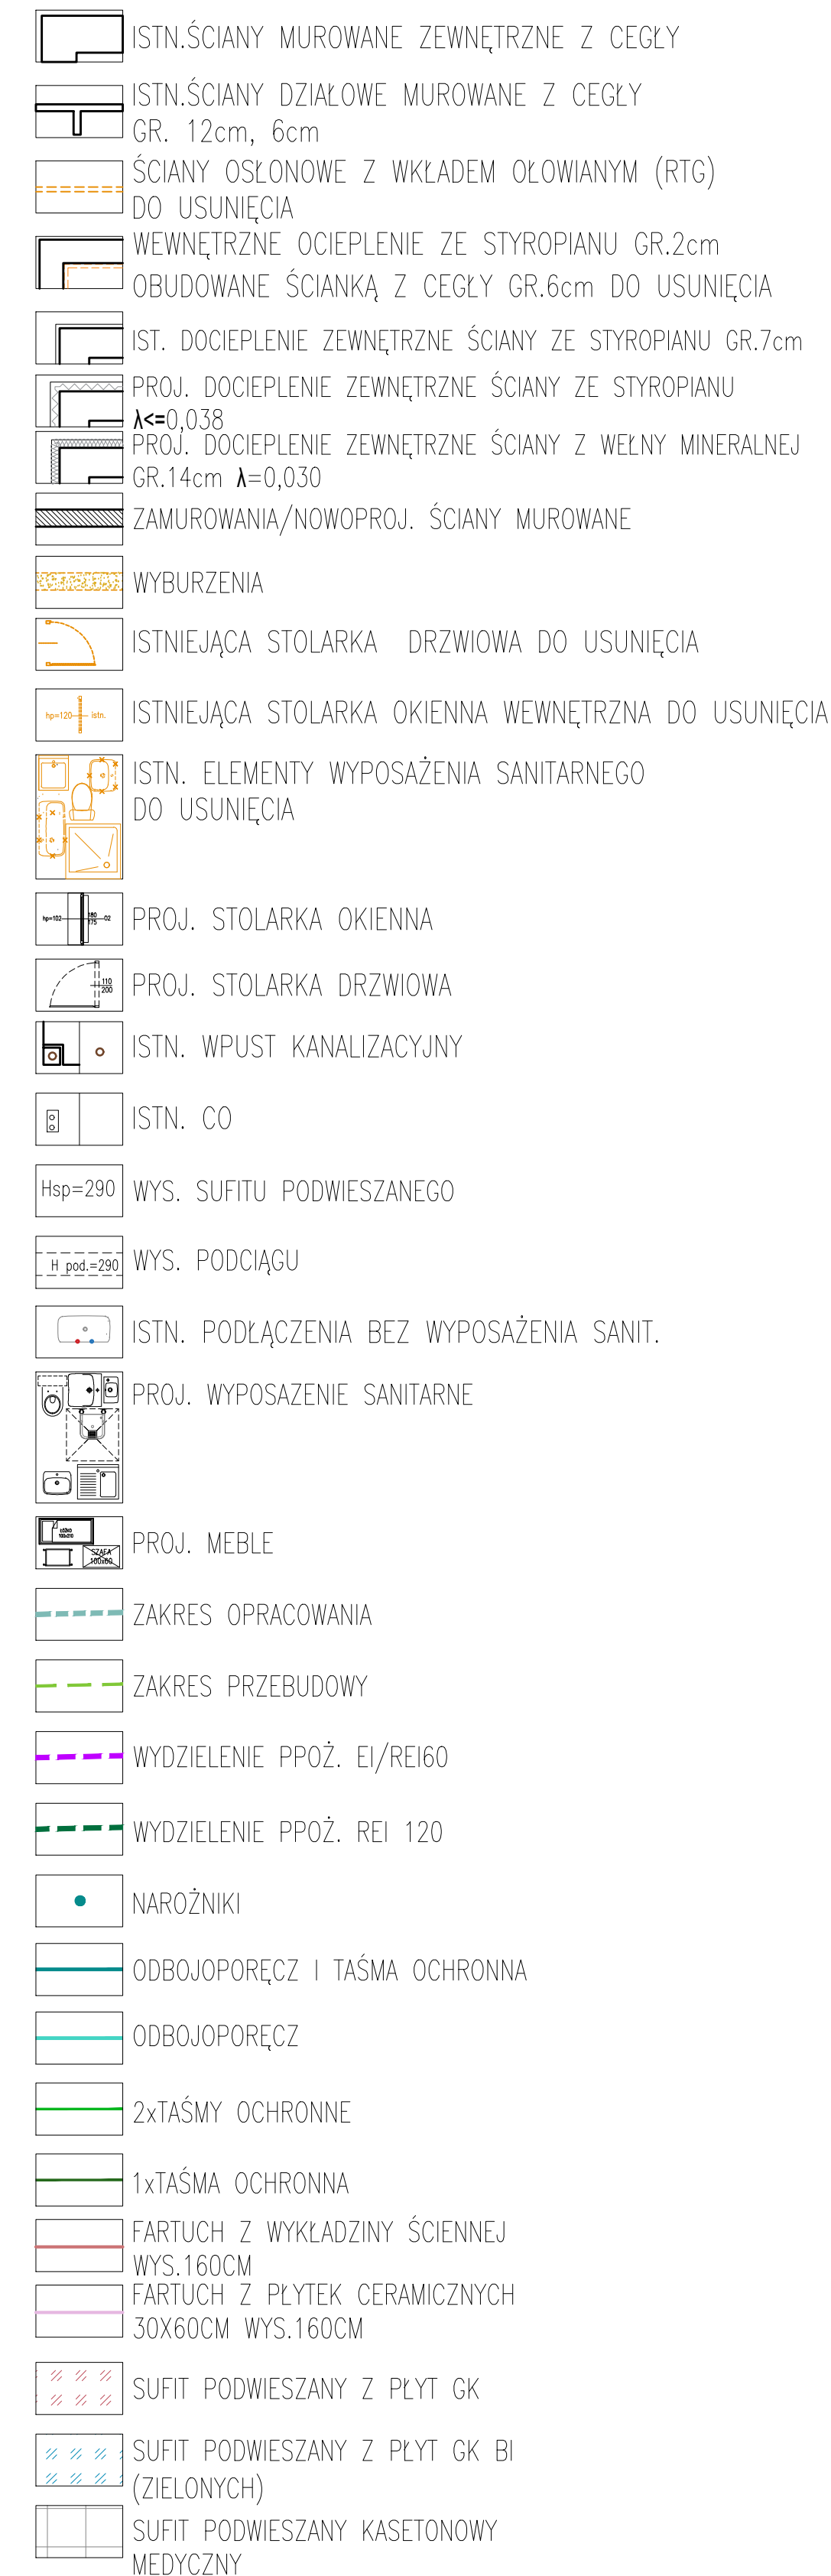 ISTN.ŚCIANY MUROWANE ZEWNĘTRZNE Z CEGŁY
ISTN.ŚCIANY DZIAŁOWE MUROWANE Z CEGŁY
GR. 12cm, 6cm
ŚCIANY OSŁONOWE Z WKŁADEM OŁOWIANYM (RTG)
DO USUNIĘCIA
WEWNĘTRZNE OCIEPLENIE ZE STYROPIANU GR.2cm
OBUDOWANE ŚCIANKĄ Z CEGŁY GR.6cm DO USUNIĘCIA
IST. DOCIEPLENIE ZEWNĘTRZNE ŚCIANY ZE STYROPIANU GR.7cm
PROJ. DOCIEPLENIE ZEWNĘTRZNE ŚCIANY ZE STYROPIANU
λ<=0,038
PROJ. DOCIEPLENIE ZEWNĘTRZNE ŚCIANY Z WEŁNY MINERALNEJ
GR.14cm λ=0,030
ZAMUROWANIA/NOWOPROJ. ŚCIANY MUROWANE
WYBURZENIA
ISTNIEJĄCA STOLARKA DRZWIOWA DO USUNIĘCIA
hp=120 istn.
ISTNIEJĄCA STOLARKA OKIENNA WEWNĘTRZNA DO USUNIĘCIA
ISTN. ELEMENTY WYPOSAŻENIA SANITARNEGO
DO USUNIĘCIA
hp=102 180 175 O2
PROJ. STOLARKA OKIENNA
110
200
PROJ. STOLARKA DRZWIOWA
ISTN. WPUST KANALIZACYJNY
ISTN. CO
Hsp=290
WYS. SUFITU PODWIESZANEGO
H pod.=290
WYS. PODCIĄGU
ISTN. PODŁĄCZENIA BEZ WYPOSAŻENIA SANIT.
PROJ. WYPOSAZENIE SANITARNE
ŁÓŻKO
100x210
SZAFA
100x60
PROJ. MEBLE
ZAKRES OPRACOWANIA
ZAKRES PRZEBUDOWY
WYDZIELENIE PPOŻ. EI/REI60
WYDZIELENIE PPOŻ. REI 120
NAROŻNIKI
ODBOJOPORĘCZ I TAŚMA OCHRONNA
ODBOJOPORĘCZ
2xTAŚMY OCHRONNE
1xTAŚMA OCHRONNA
FARTUCH Z WYKŁADZINY ŚCIENNEJ
WYS.160CM
FARTUCH Z PŁYTEK CERAMICZNYCH
30X60CM WYS.160CM
SUFIT PODWIESZANY Z PŁYT GK
SUFIT PODWIESZANY Z PŁYT GK BI
(ZIELONYCH)
SUFIT PODWIESZANY KASETONOWY
MEDYCZNY